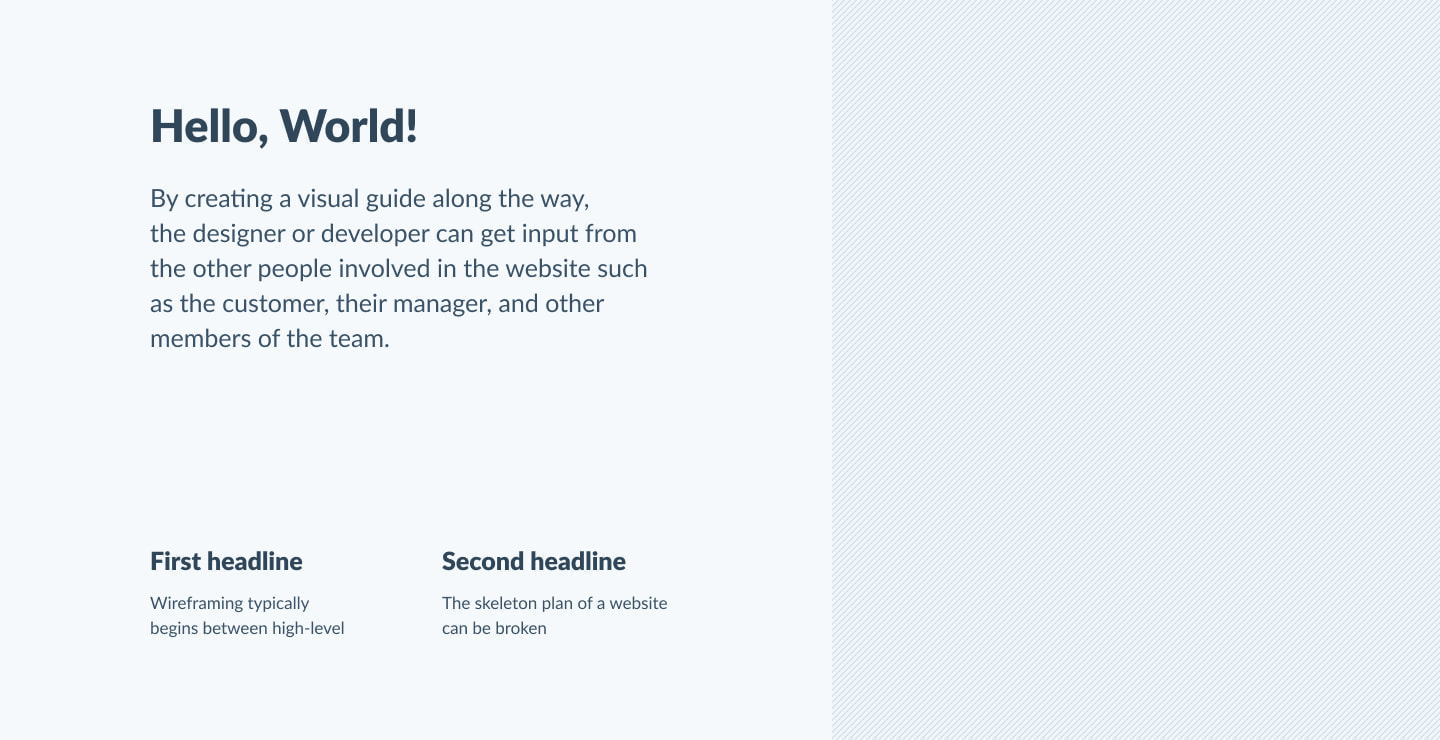 Hello, World!
By creating a visual guide along the way,
the designer or developer can get input from
the other people involved in the website such
as the customer, their manager, and other
members of the team.
First headline
Wireframing typically
begins between high-level
Second headline
The skeleton plan of a website
can be broken